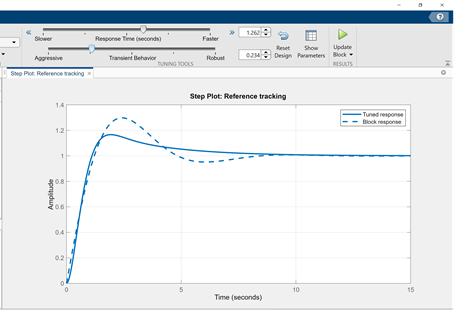 Slower Response Time (seconds) Faster
1.262
Aggressive Transient Behavior Robust
0.234
Reset
Design
Show
Parameters
Update
Block
TUNING TOOLS
RESULTS
Step Plot: Reference tracking
Step Plot: Reference tracking
Tuned response
Block response
Amplitude
1.4
1.2
1
0.8
0.6
0.4
0.2
0
0 5 10 15
Time (seconds)